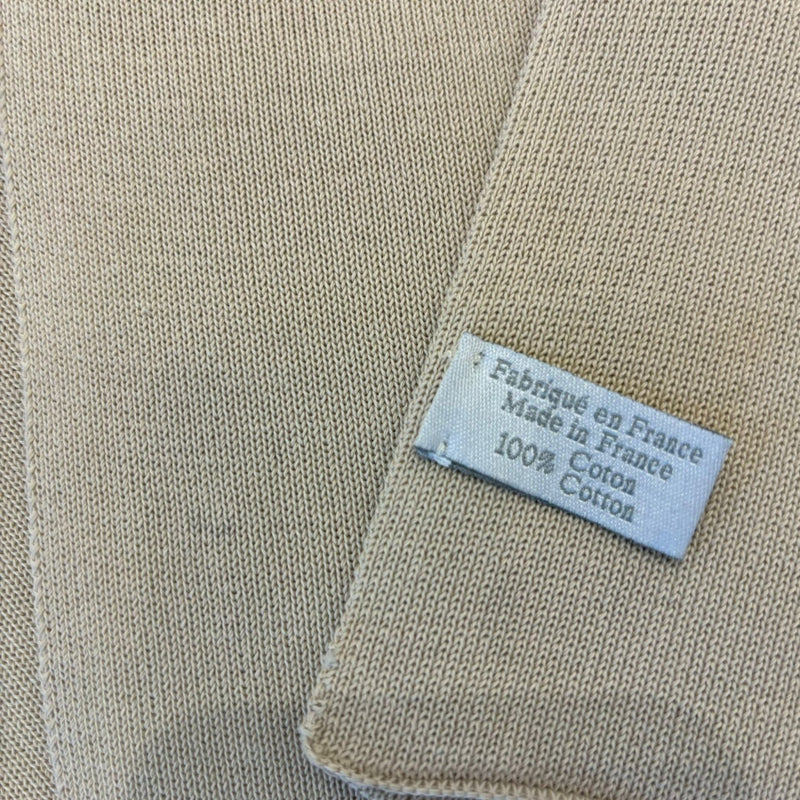 Fabriqué en France
Made in France
100% Coton
Cotton